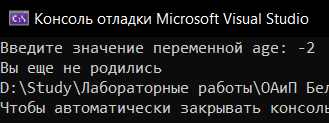 Консоль отладки Microsoft Visual Studio
Введите значение переменной age: -2
Вы еще не родились
D:\Study\Лабораторные работы\ОАиП Бел
Чтобы автоматически закрывать консоль